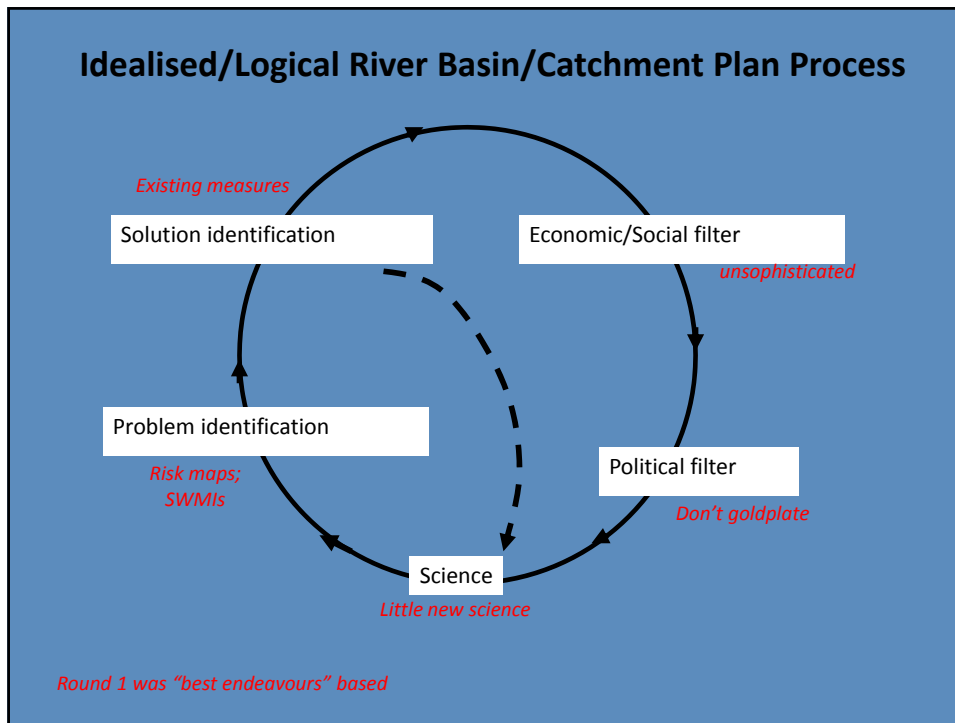 Idealised/Logical River Basin/Catchment Plan Process
Existing measures
Solution identification
Economic/Social filter
unsophisticated
Problem identification
Risk maps;
SWMIs
Political filter
Don't goldplate
Science
Little new science
Round 1 was “best endeavours” based